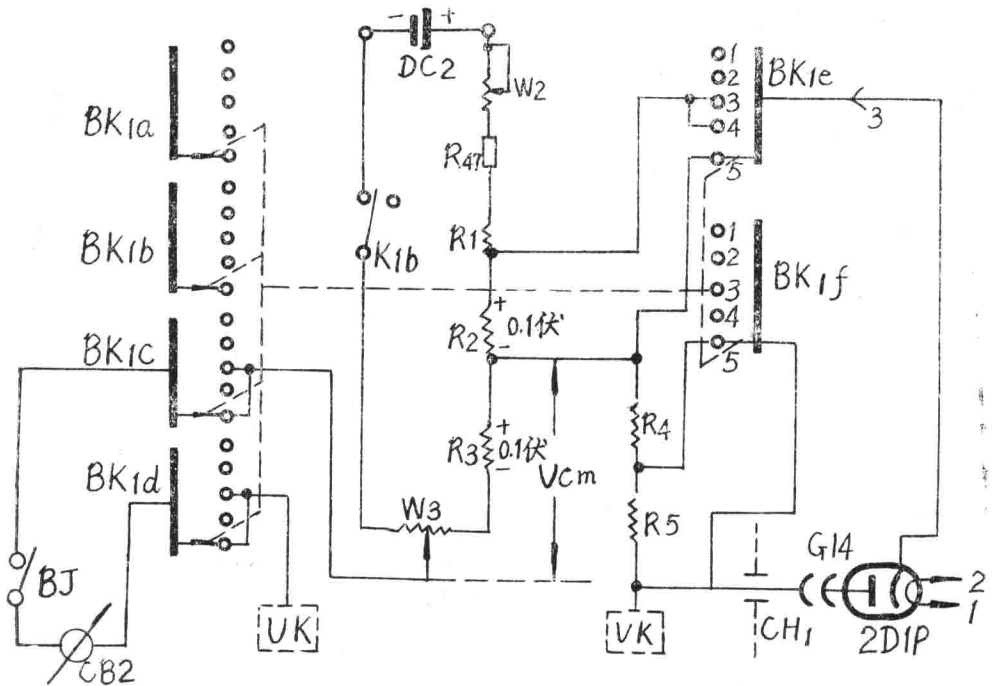 - +
DC2
W2
BK1a
R47
BK1b
K1b
R1
+
R2 0.1伏
-
BK1c
+
R3 0.1伏
-
Vcm
BK1d
W3
BJ
CB2
UK
1
2
3
4
5
BK1e
3
1
2
3
4
5
BK1f
R4
R5
VK
CH1
G14
2D1P
2
1